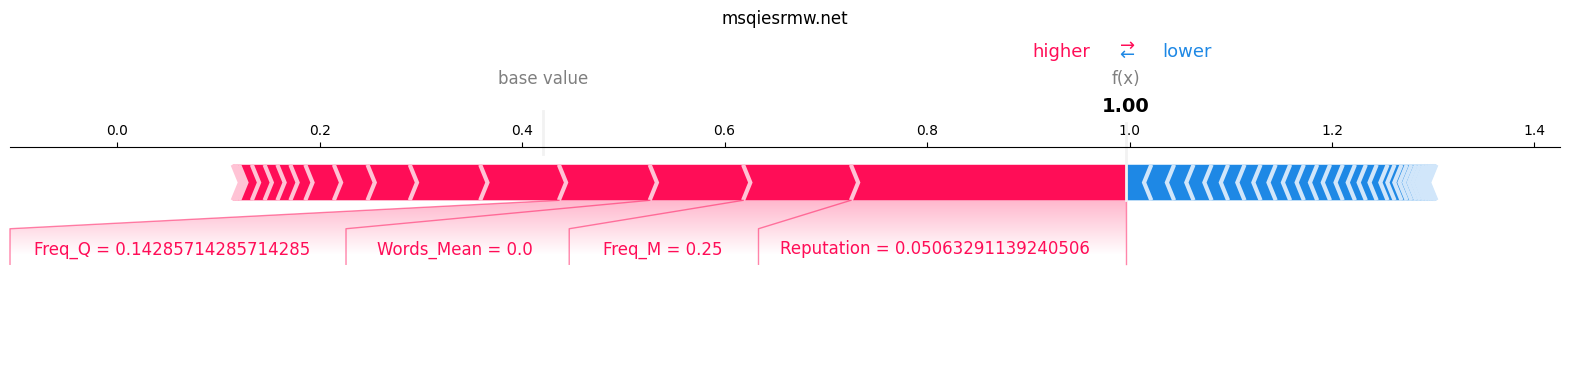 msqiesrmw.net
higher ⇄ lower
base value f(x)
1.00
0.0 0.2 0.4 0.6 0.8 1.0 1.2 1.4
Freq_Q = 0.14285714285714285 Words_Mean = 0.0 Freq_M = 0.25 Reputation = 0.05063291139240506